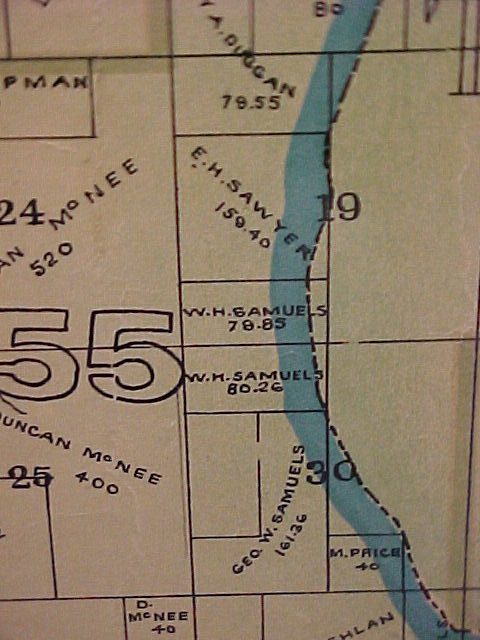 80
A. DUGGAN
79.55
PMAN
E. H. SAWYER
159.40
19
24
McNEE
520
W. H. SAMUELS
79.85
55
W. H. SAMUELS
80.26
DUNCAN McNEE
400
25
GEO. W. SAMUELS
161.36
30
M. PRICE
40
D.
McNEE
40
HLAN